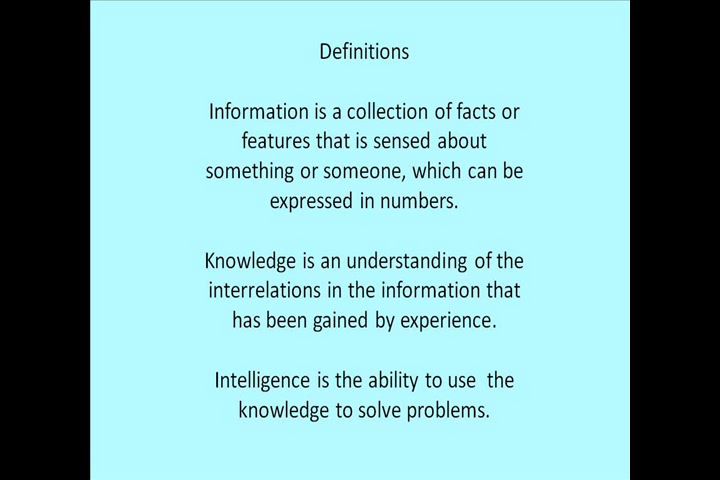 Definitions
Information is a collection of facts or
features that is sensed about
something or someone, which can be
expressed in numbers.
Knowledge is an understanding of the
interrelations in the information that
has been gained by experience.
Intelligence is the ability to use  the
knowledge to solve problems.